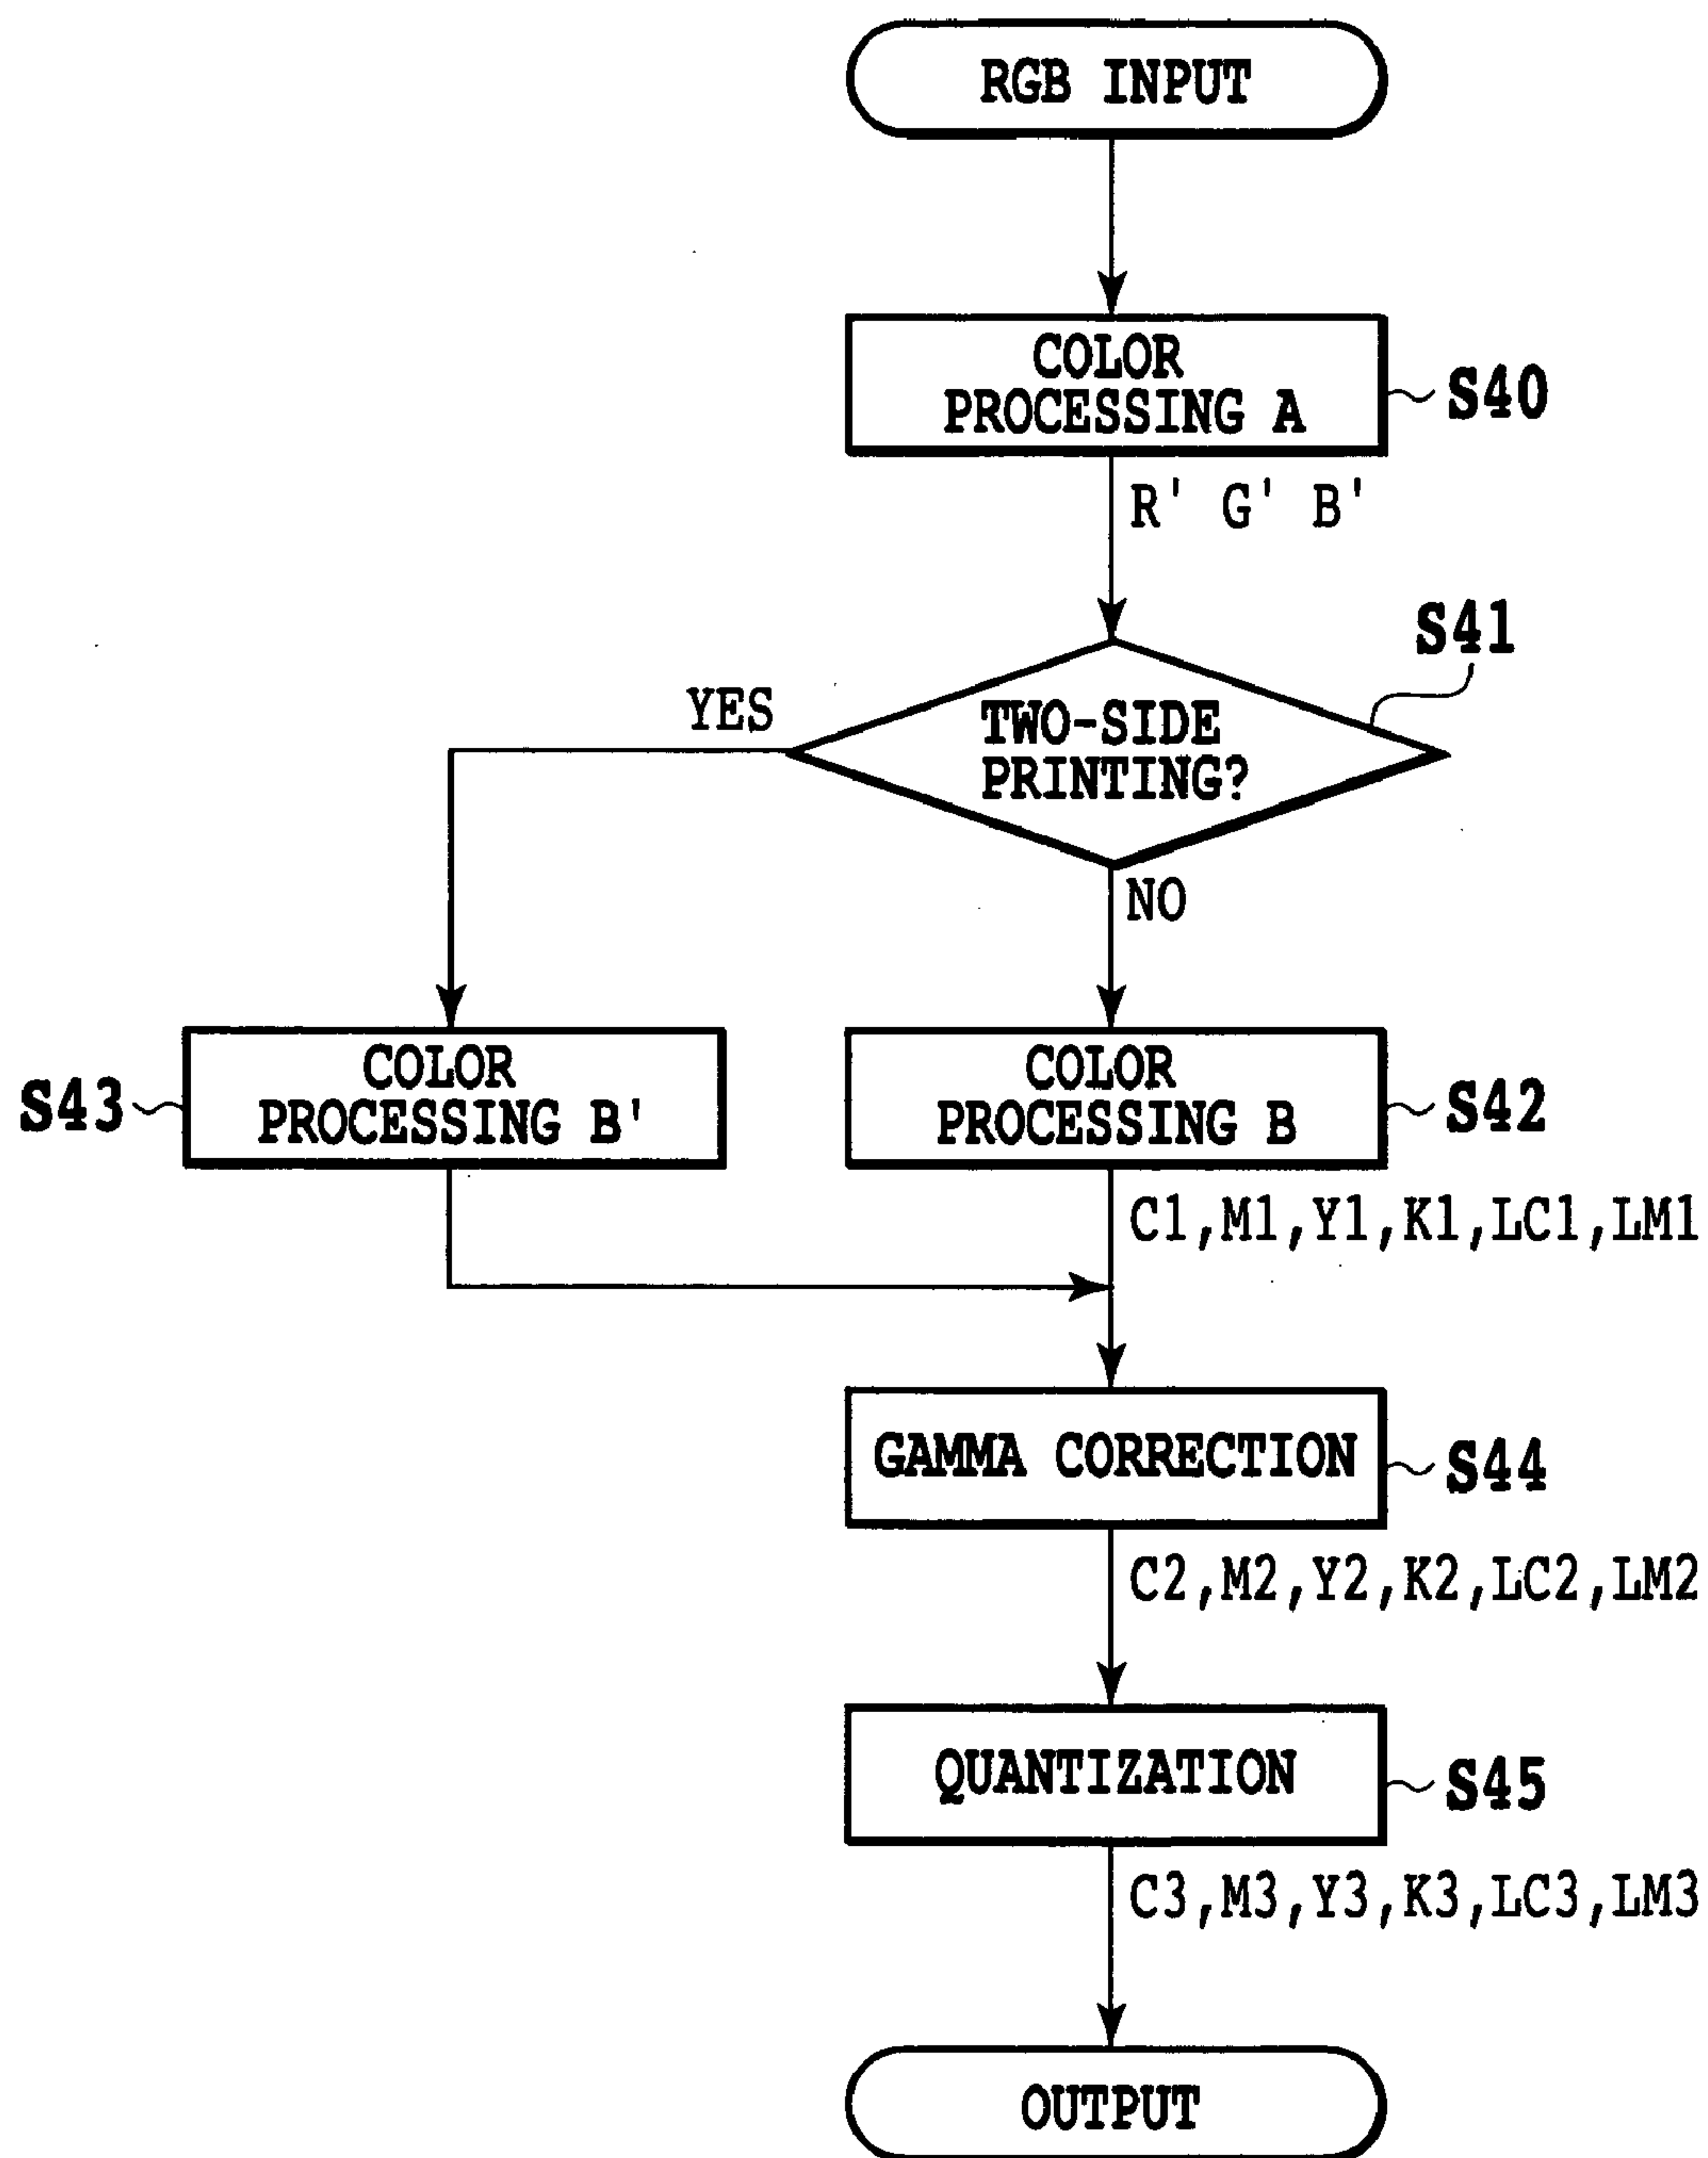 RGB INPUT
COLOR
PROCESSING A
S40
R' G' B'
S41
YES
TWO-SIDE
PRINTING?
NO
S43
COLOR
PROCESSING B'
COLOR
PROCESSING B
S42
C1,M1,Y1,K1,LC1,LM1
GAMMA CORRECTION
S44
C2,M2,Y2,K2,LC2,LM2
QUANTIZATION
S45
C3,M3,Y3,K3,LC3,LM3
OUTPUT